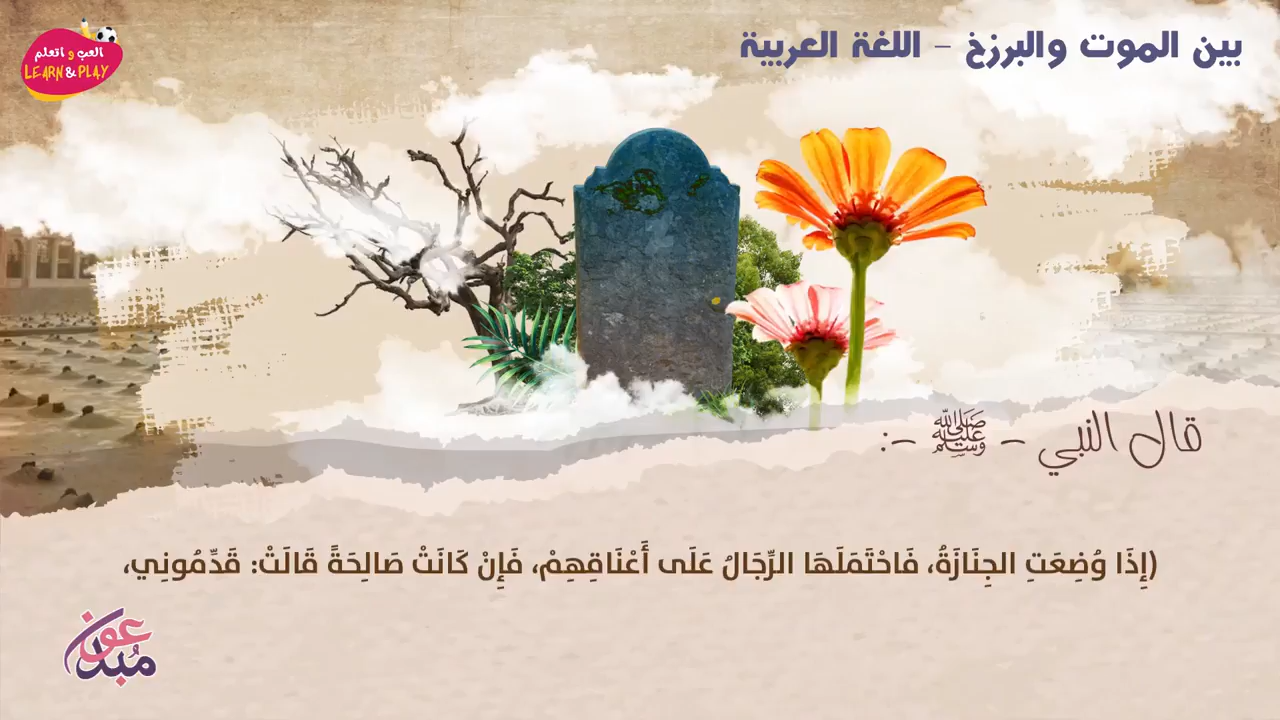 بين الموت والبرزخ – اللغة العربية
العب و اتعلم
LEARN & PLAY
قال النبي – ﷺ –:
(إِذَا وُضِعَتِ الجِنَازَةُ، فَاحْتَمَلَهَا الرِّجَالُ عَلَى أَعْنَاقِهِمْ، فَإِنْ كَانَتْ صَالِحَةً قَالَتْ: قَدِّمُونِي،
مُبدعون